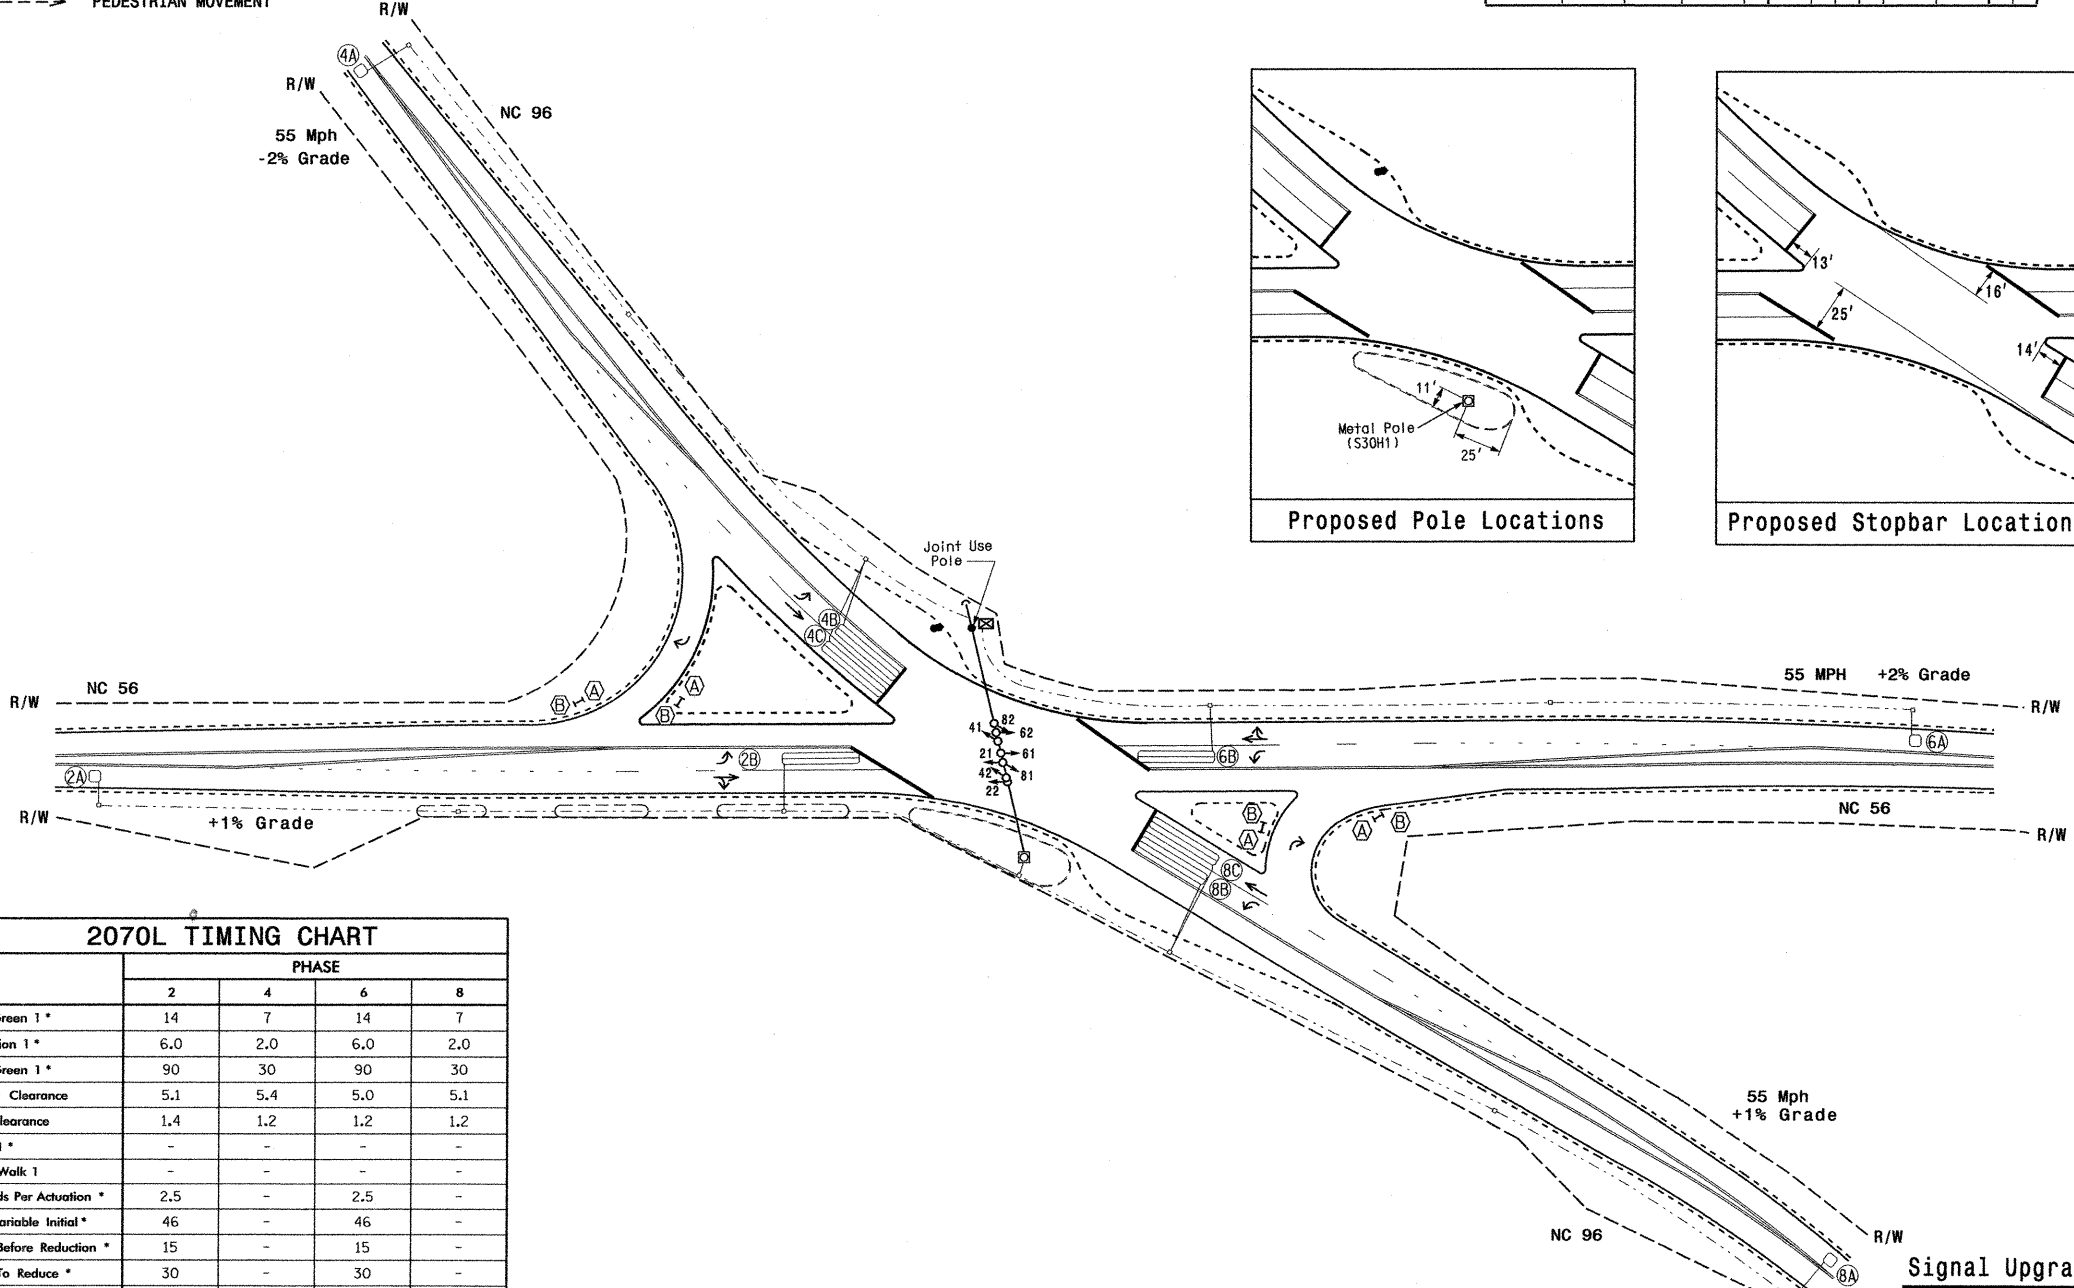 PEDESTRIAN MOVEMENT
R/W
4A
R/W
NC 96
55 Mph
-2% Grade
13'
16'
25'
14'
11'
Metal Pole
(S30H1)
25'
Proposed Pole Locations
Proposed Stopbar Location
Joint Use
Pole
4B
4C
55 MPH +2% Grade
NC 56
R/W
R/W
A
B
A
B
82
41
62
21
61
42
81
22
2B
6B
6A
2A
R/W
+1% Grade
B
A
A
B
NC 56
R/W
8C
8B
2070L TIMING CHART
PHASE
2 4 6 8
reen 1 * 14 7 14 7
ion 1 * 6.0 2.0 6.0 2.0
reen 1 * 90 30 90 30
Clearance 5.1 5.4 5.0 5.1
learance 1.4 1.2 1.2 1.2
* - - - -
Walk 1 - - - -
ds Per Actuation * 2.5 - 2.5 -
ariable Initial * 46 - 46 -
Before Reduction * 15 - 15 -
To Reduce * 30 - 30 -
55 Mph
+1% Grade
NC 96
R/W
8A
Signal Upgra